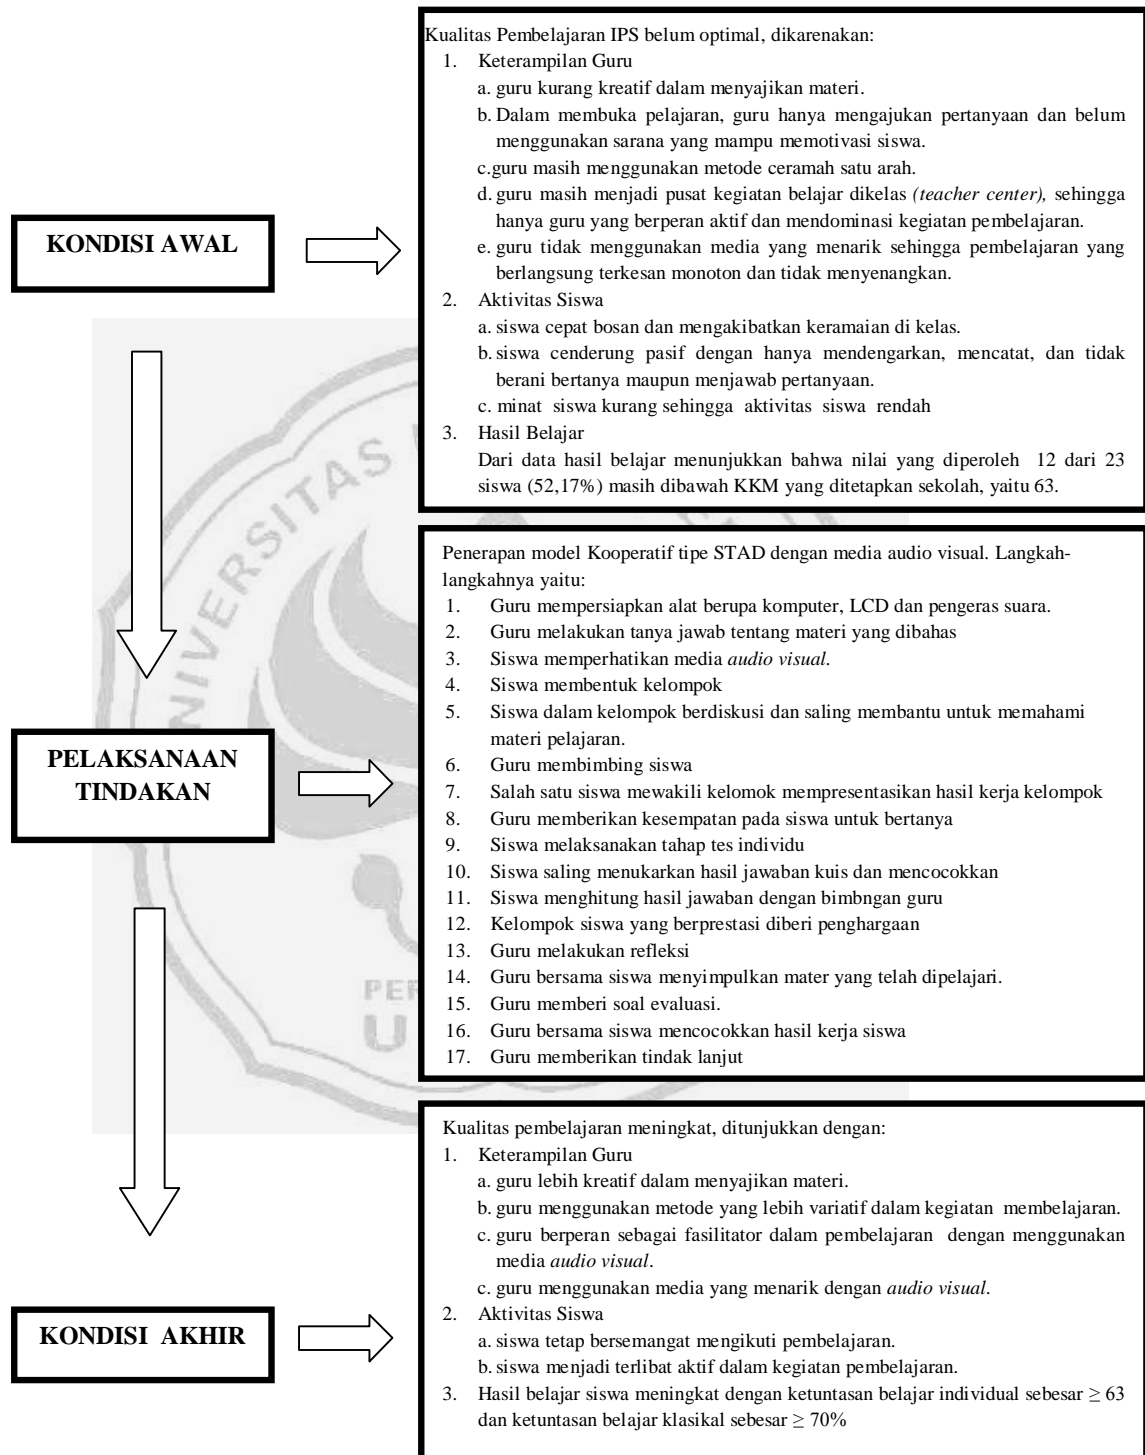 Kualitas Pembelajaran IPS belum optimal, dikarenakan:
1. Keterampilan Guru
a. guru kurang kreatif dalam menyajikan materi.
b. Dalam membuka pelajaran, guru hanya mengajukan pertanyaan dan belum
menggunakan sarana yang mampu memotivasi siswa.
c.guru masih menggunakan metode ceramah satu arah.
d. guru masih menjadi pusat kegiatan belajar dikelas (teacher center), sehingga
hanya guru yang berperan aktif dan mendominasi kegiatan pembelajaran.
e. guru tidak menggunakan media yang menarik sehingga pembelajaran yang
berlangsung terkesan monoton dan tidak menyenangkan.
2. Aktivitas Siswa
a. siswa cepat bosan dan mengakibatkan keramaian di kelas.
b. siswa cenderung pasif dengan hanya mendengarkan, mencatat, dan tidak
berani bertanya maupun menjawab pertanyaan.
c. minat siswa kurang sehingga aktivitas siswa rendah
3. Hasil Belajar
Dari data hasil belajar menunjukkan bahwa nilai yang diperoleh 12 dari 23
siswa (52,17%) masih dibawah KKM yang ditetapkan sekolah, yaitu 63.
KONDISI AWAL
Penerapan model Kooperatif tipe STAD dengan media audio visual. Langkah-
langkahnya yaitu:
1. Guru mempersiapkan alat berupa komputer, LCD dan pengeras suara.
2. Guru melakukan tanya jawab tentang materi yang dibahas
3. Siswa memperhatikan media audio visual.
4. Siswa membentuk kelompok
5. Siswa dalam kelompok berdiskusi dan saling membantu untuk memahami
materi pelajaran.
6. Guru membimbing siswa
7. Salah satu siswa mewakili kelomok mempresentasikan hasil kerja kelompok
8. Guru memberikan kesempatan pada siswa untuk bertanya
9. Siswa melaksanakan tahap tes individu
10. Siswa saling menukarkan hasil jawaban kuis dan mencocokkan
11. Siswa menghitung hasil jawaban dengan bimbngan guru
12. Kelompok siswa yang berprestasi diberi penghargaan
13. Guru melakukan refleksi
14. Guru bersama siswa menyimpulkan mater yang telah dipelajari.
15. Guru memberi soal evaluasi.
16. Guru bersama siswa mencocokkan hasil kerja siswa
17. Guru memberikan tindak lanjut
PELAKSANAAN
TINDAKAN
Kualitas pembelajaran meningkat, ditunjukkan dengan:
1. Keterampilan Guru
a. guru lebih kreatif dalam menyajikan materi.
b. guru menggunakan metode yang lebih variatif dalam kegiatan membelajaran.
c. guru berperan sebagai fasilitator dalam pembelajaran dengan menggunakan
media audio visual.
c. guru menggunakan media yang menarik dengan audio visual.
2. Aktivitas Siswa
a. siswa tetap bersemangat mengikuti pembelajaran.
b. siswa menjadi terlibat aktif dalam kegiatan pembelajaran.
3. Hasil belajar siswa meningkat dengan ketuntasan belajar individual sebesar ≥ 63
dan ketuntasan belajar klasikal sebesar ≥ 70%
KONDISI AKHIR